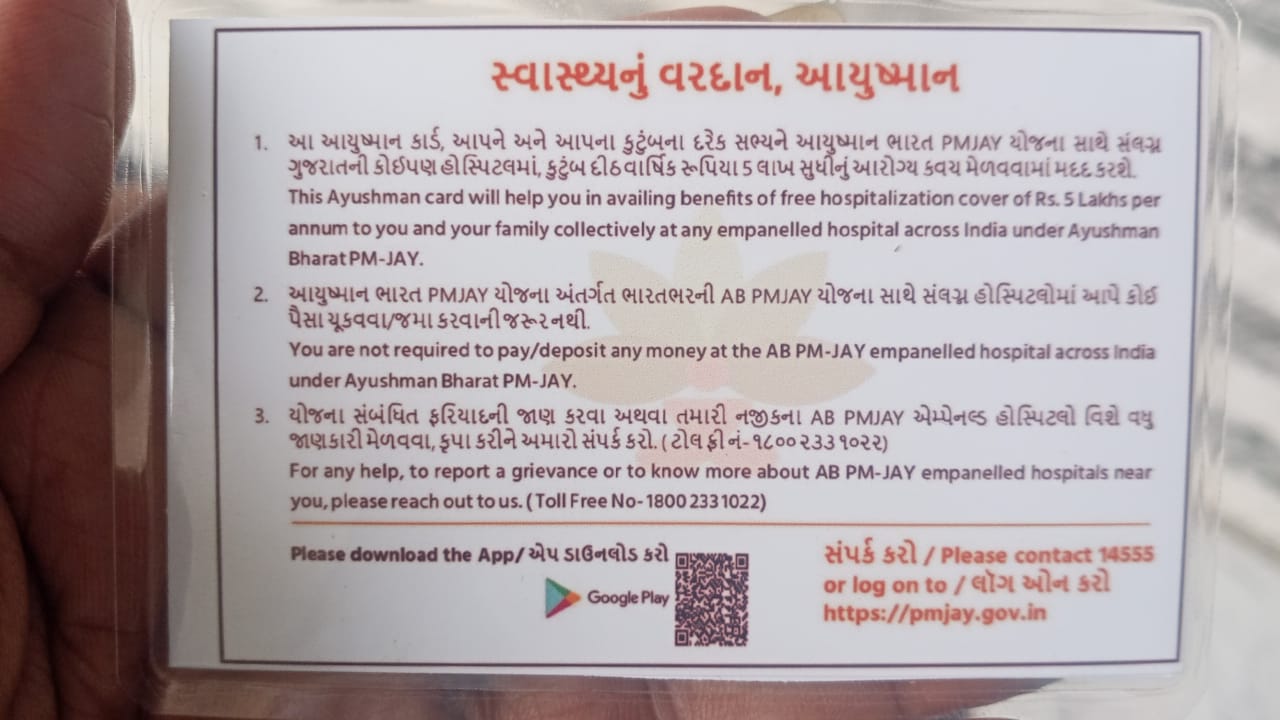 સ્વાસ્થ્યનું વરદાન, આયુષ્માન
1. આ આયુષ્માન કાર્ડ, આપને અને આપના કુટુંબના દરેક સભ્યને આયુષ્માન ભારત PMJAY યોજના સાથે સંલગ્ન
ગુજરાતની કોઈપણ હોસ્પિટલમાં, કુટુંબ દીઠ વાર્ષિક રૂપિયા 5 લાખ સુધીનું આરોગ્ય કવચ મેળવવામાં મદદ કરશે.
This Ayushman card will help you in availing benefits of free hospitalization cover of Rs. 5 Lakhs per
annum to you and your family collectively at any empanelled hospital across India under Ayushman
Bharat PM-JAY.
2. આયુષ્માન ભારત PMJAY યોજના અંતર્ગત ભારતભરની AB PMJAY યોજના સાથે સંલગ્ન હોસ્પિટલોમાં આપે કોઈ
પૈસા ચૂકવવા/જમા કરવાની જરૂર નથી.
You are not required to pay/deposit any money at the AB PM-JAY empanelled hospital across India
under Ayushman Bharat PM-JAY.
3. યોજના સંબંધિત ફરિયાદની જાણ કરવા અથવા તમારી નજીકના AB PMJAY એમ્પેનલ્ડ હોસ્પિટલો વિશે વધુ
જાણકારી મેળવવા, કૃપા કરીને અમારો સંપર્ક કરો. ( ટોલ ફ્રી નં- ૧૮૦૦ ૨૩૩ ૧૦૨૨)
For any help, to report a grievance or to know more about AB PM-JAY empanelled hospitals near
you, please reach out to us. ( Toll Free No- 1800 233 1022)
Please download the App/ એપ ડાઉનલોડ કરો
Google Play
સંપર્ક કરો / Please contact 14555
or log on to / લૉગ ઓન કરો
https://pmjay.gov.in